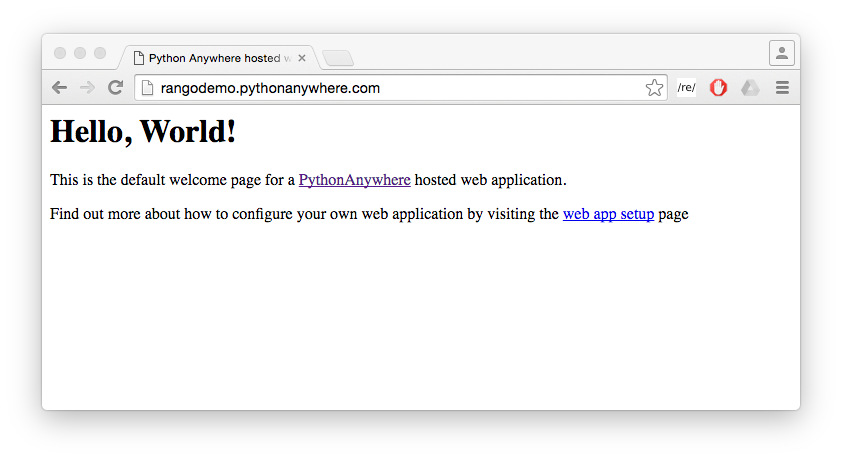 Python Anywhere hosted w
rangodemo.pythonanywhere.com
/re/
Hello, World!
This is the default welcome page for a PythonAnywhere hosted web application.
Find out more about how to configure your own web application by visiting the web app setup page